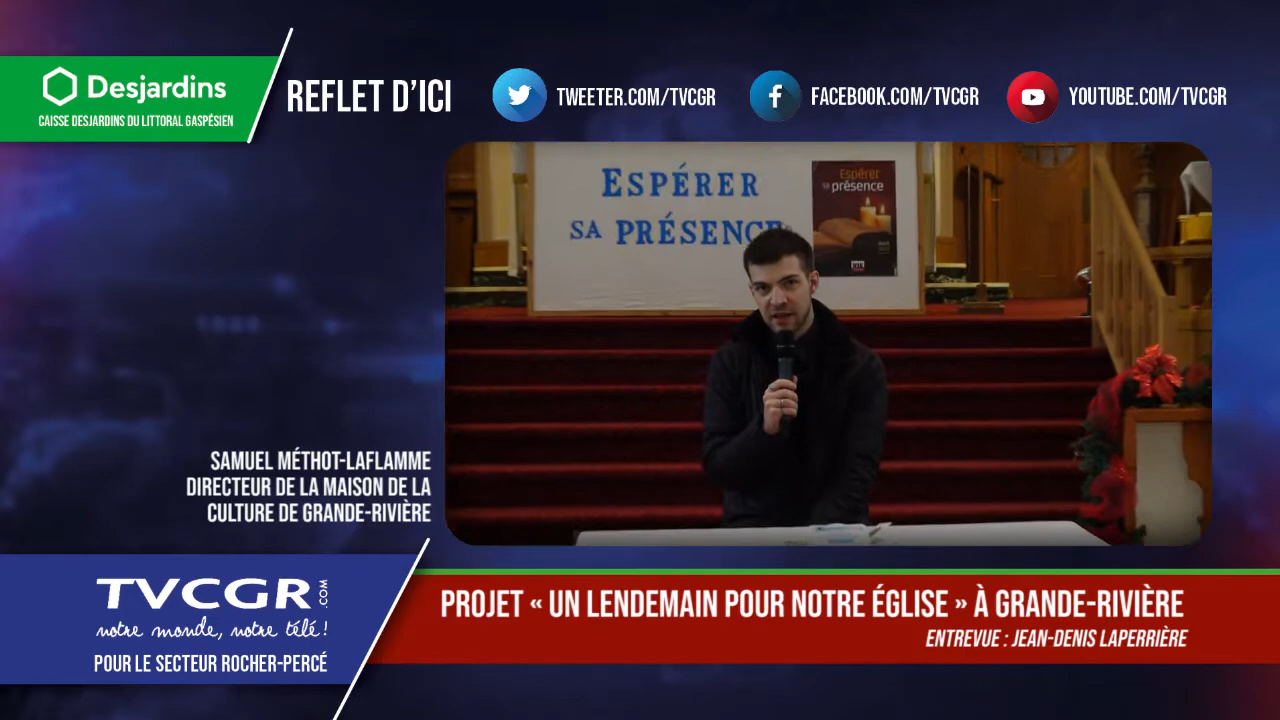 Desjardins
CAISSE DESJARDINS DU LITTORAL GASPÉSIEN
REFLET D'ICI
TWEETER.COM/TVCGR
FACEBOOK.COM/TVCGR
YOUTUBE.COM/TVCGR
ESPÉRER
SA PRÉSENCE
Espérer
sa présence
SAMUEL MÉTHOT-LAFLAMME
DIRECTEUR DE LA MAISON DE LA
CULTURE DE GRANDE-RIVIÈRE
TVCGR.COM
notre monde, notre télé!
POUR LE SECTEUR ROCHER-PERCÉ
PROJET « UN LENDEMAIN POUR NOTRE ÉGLISE » À GRANDE-RIVIÈRE
ENTREVUE : JEAN-DENIS LAPERRIÈRE